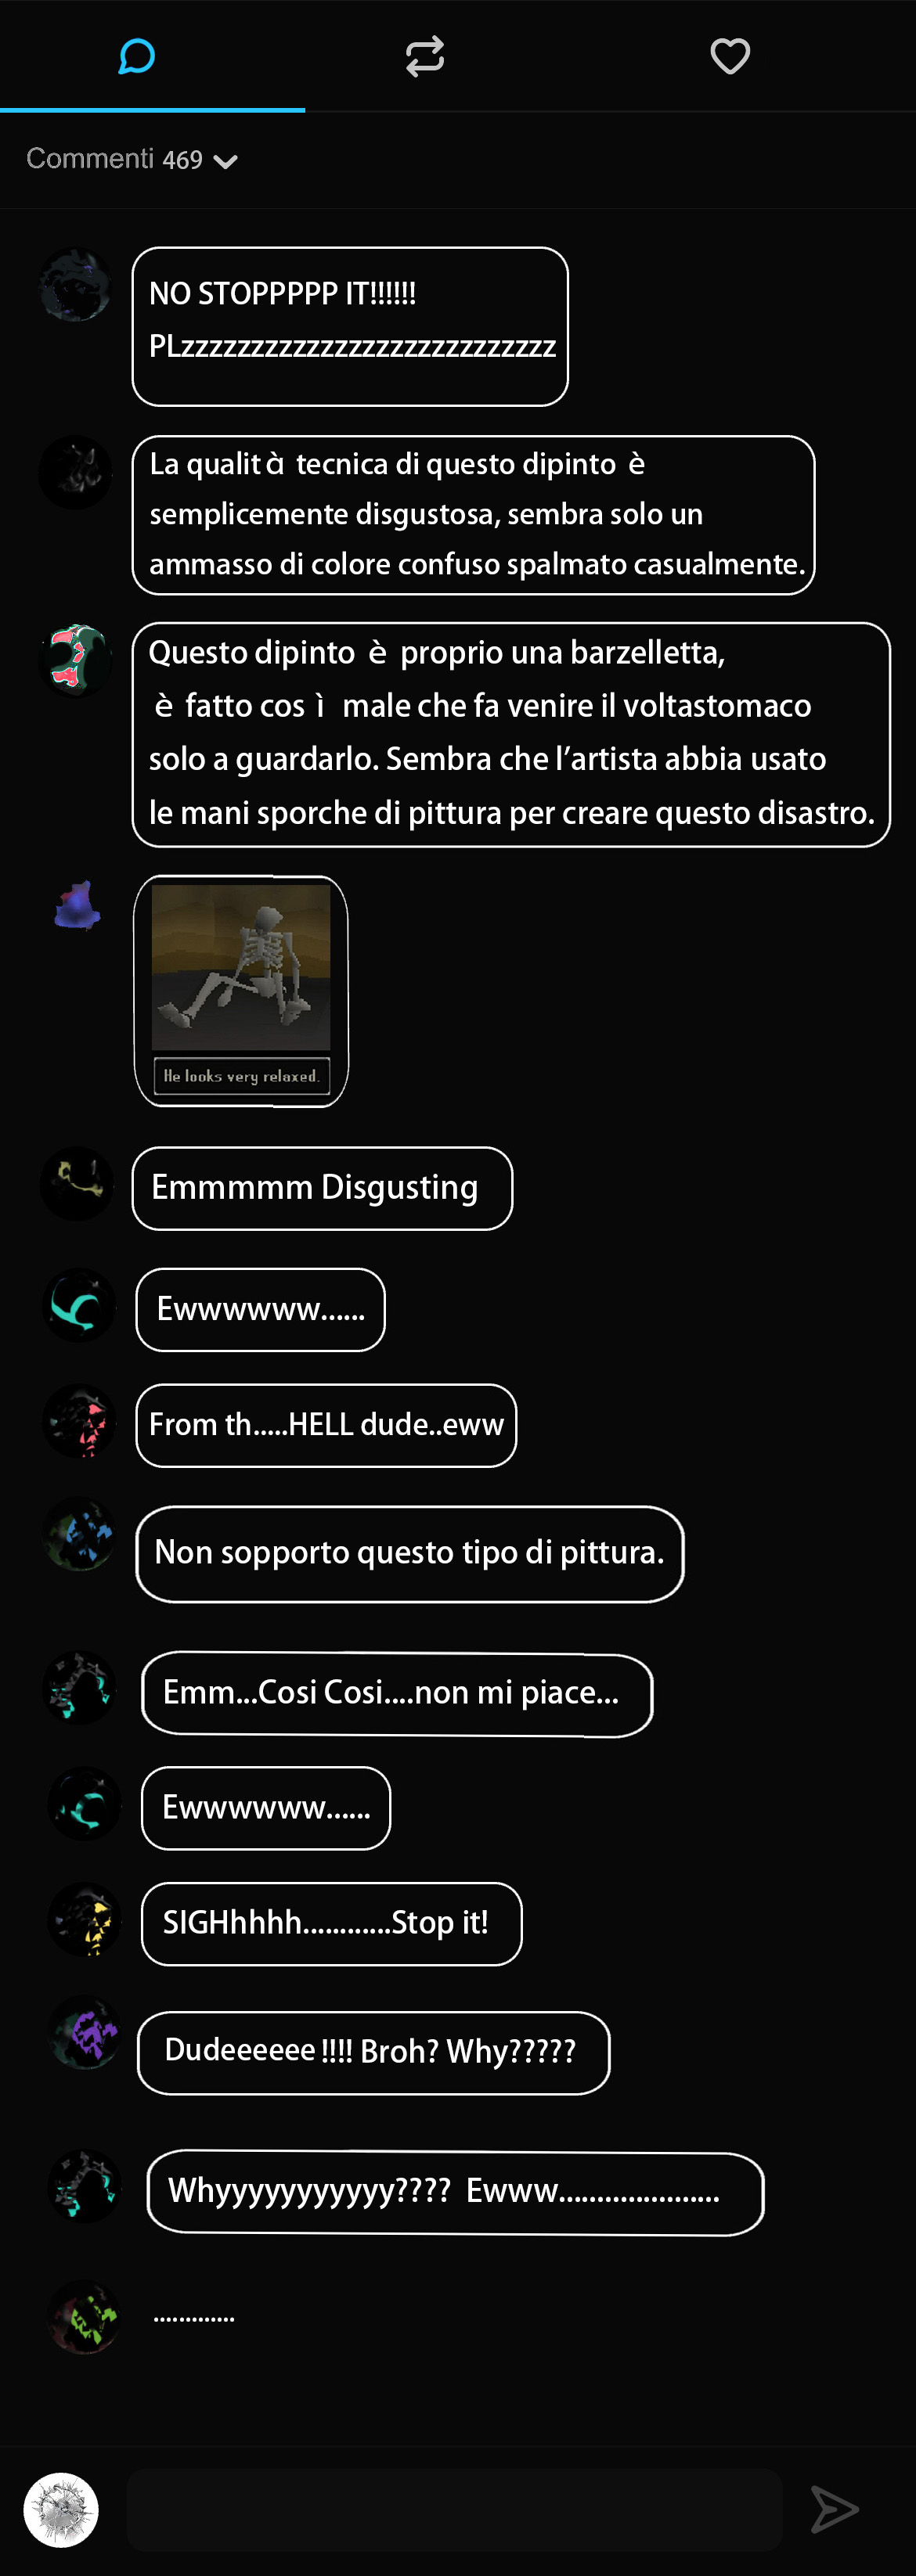 Commenti 469
NO STOPPPPP IT!!!!!!
PLzzzzzzzzzzzzzzzzzzzzzzzzzzz
La qualità tecnica di questo dipinto è
semplicemente disgustosa, sembra solo un
ammasso di colore confuso spalmato casualmente.
Questo dipinto è proprio una barzelletta,
è fatto così male che fa venire il voltastomaco
solo a guardarlo. Sembra che l’artista abbia usato
le mani sporche di pittura per creare questo disastro.
He looks very relaxed.
Emmmmm Disgusting
Ewwwwww......
From th.....HELL dude..eww
Non sopporto questo tipo di pittura.
Emm...Cosi Cosi....non mi piace...
Ewwwwww......
SIGHhhhh............Stop it!
Dudeeeeee !!!! Broh? Why?????
Whyyyyyyyyyyy???? Ewww.....................
.............